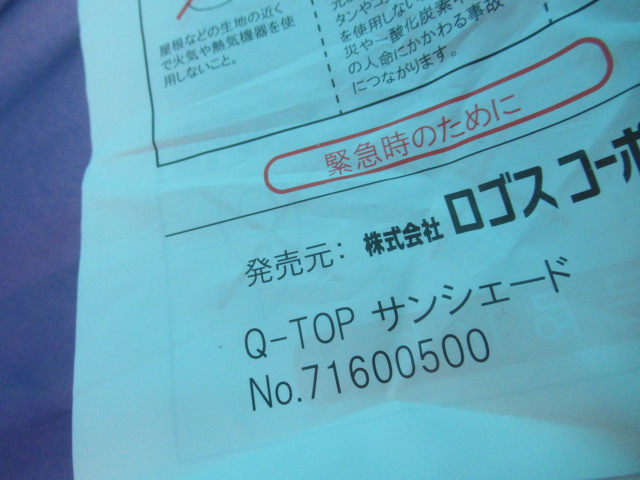 屋根などの生地の近く
で火気や熱気機器を使
用しないこと。
タンやコ
を使用しない
災や一酸化炭素
の人命にかかわる事故
につながります。
緊急時のために
発売元: 株式会社 ロゴス コーポ
Q-TOP サンシェード
No.71600500